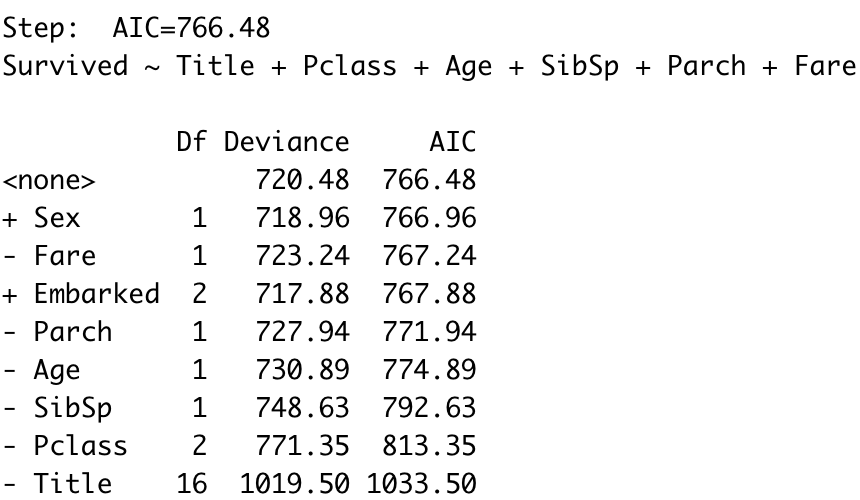 Step:  AIC=766.48
Survived ~ Title + Pclass + Age + SibSp + Parch + Fare

           Df Deviance     AIC
<none>          720.48  766.48
+ Sex       1   718.96  766.96
- Fare      1   723.24  767.24
+ Embarked  2   717.88  767.88
- Parch     1   727.94  771.94
- Age       1   730.89  774.89
- SibSp     1   748.63  792.63
- Pclass    2   771.35  813.35
- Title    16  1019.50 1033.50